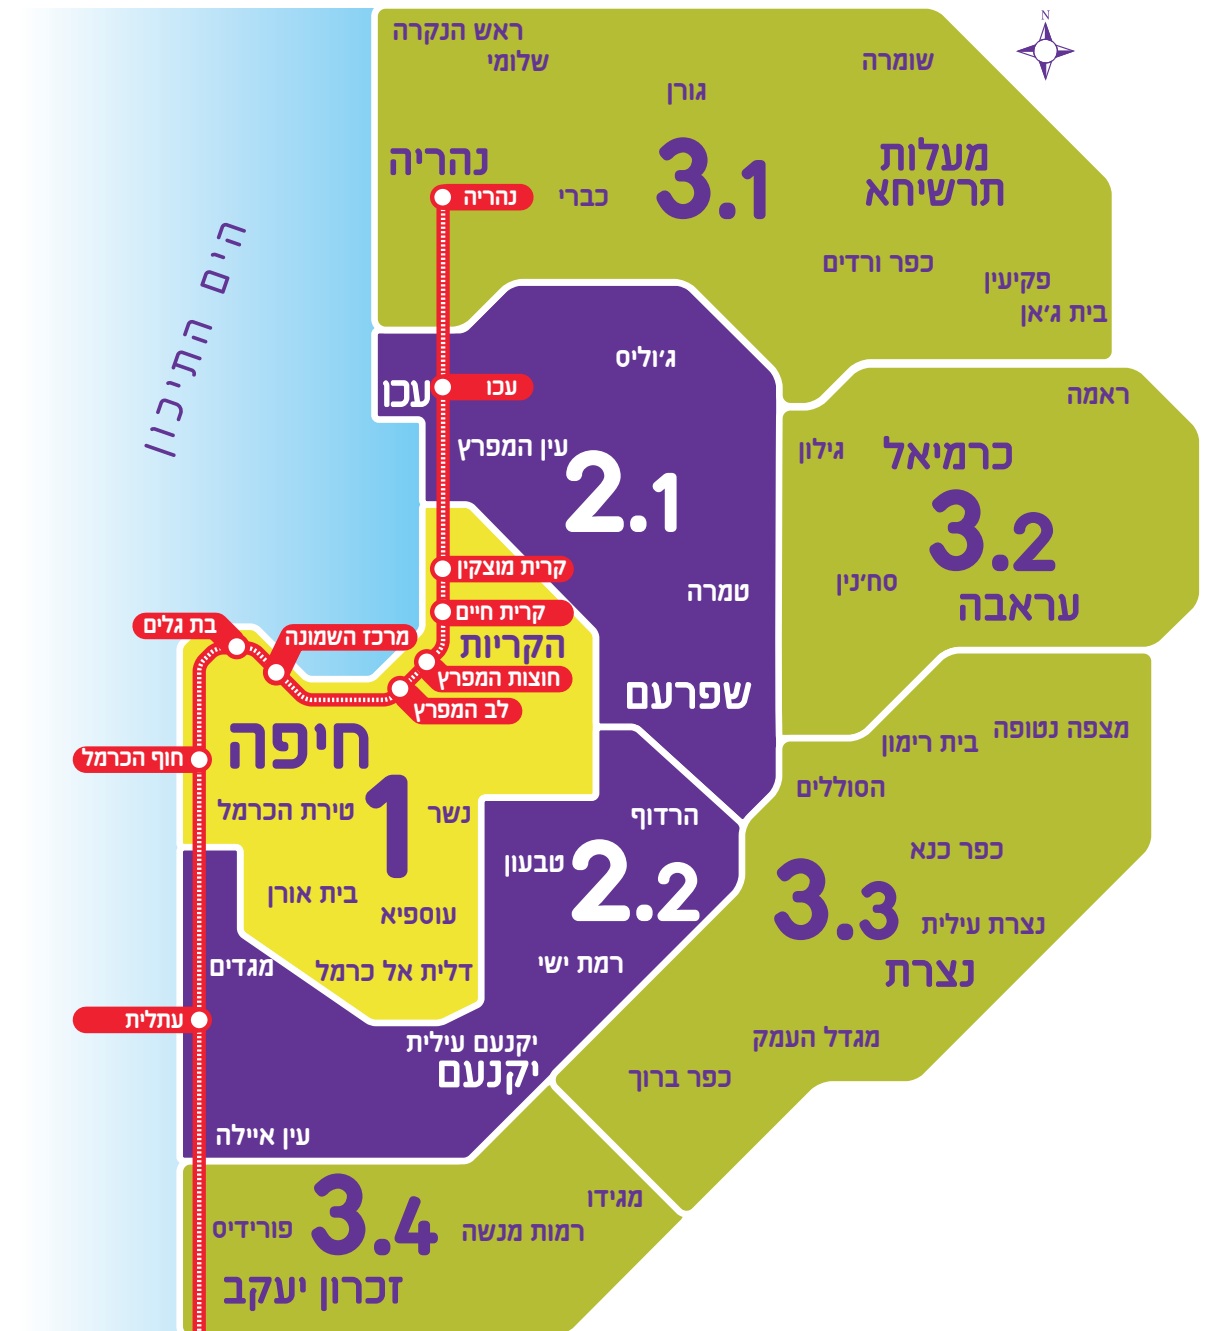 N
ראש הנקרה
שלומי
שומרה
גורן
נהריה
3.1
מעלות
תרשיחא
נהריה
כברי
כפר ורדים
פקיעין
בית ג'אן
הים התיכון
ג'וליס
עכו
עכו
עין המפרץ
2.1
טמרה
שפרעם
ראמה
גילון
כרמיאל
3.2
סח'נין
עראבה
קרית מוצקין
קרית חיים
הקריות
חוצות המפרץ
לב המפרץ
מרכז השמונה
בת גלים
חוף הכרמל
חיפה
1
טירת הכרמל
נשר
בית אורן
עוספיא
דלית אל כרמל
הרדוף
טבעון
2.2
רמת ישי
מגדים
עתלית
יקנעם עילית
יקנעם
עין איילה
מצפה נטופה
בית רימון
הסוללים
כפר כנא
3.3
נצרת עילית
נצרת
מגדל העמק
כפר ברוך
מגידו
3.4
פורידיס
רמות מנשה
זכרון יעקב